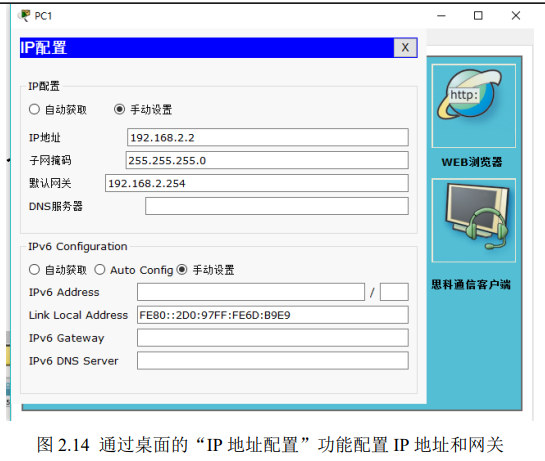 PC1
IP配置
X
IP配置
自动获取 手动设置
IP地址 192.168.2.2
子网掩码 255.255.255.0
默认网关 192.168.2.254
DNS服务器
IPv6 Configuration
自动获取 Auto Config 手动设置
IPv6 Address /
Link Local Address FE80::2D0:97FF:FE6D:B9E9
IPv6 Gateway
IPv6 DNS Server
http:
WEB浏览器
思科通信客户端
图 2.14 通过桌面的“IP 地址配置”功能配置 IP 地址和网关